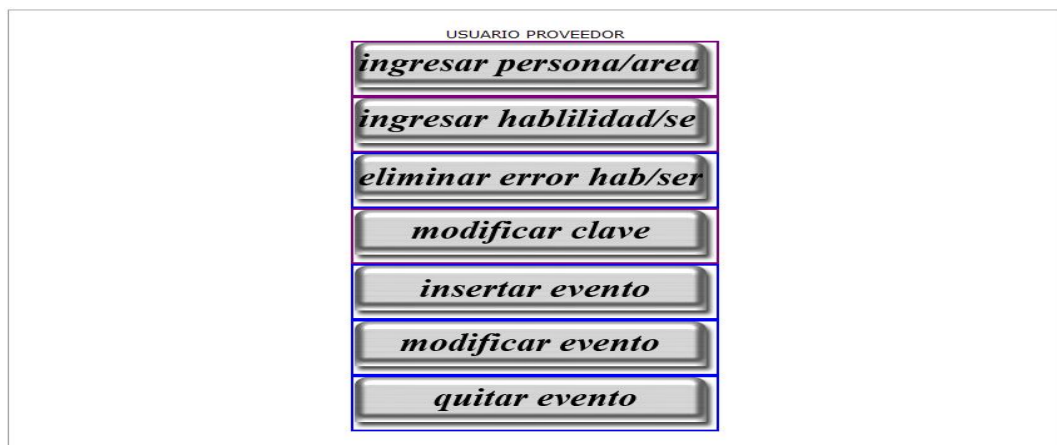 USUARIO PROVEEDOR
ingresar persona/area
ingresar hablilidad/se
eliminar error hab/ser
modificar clave
insertar evento
modificar evento
quitar evento